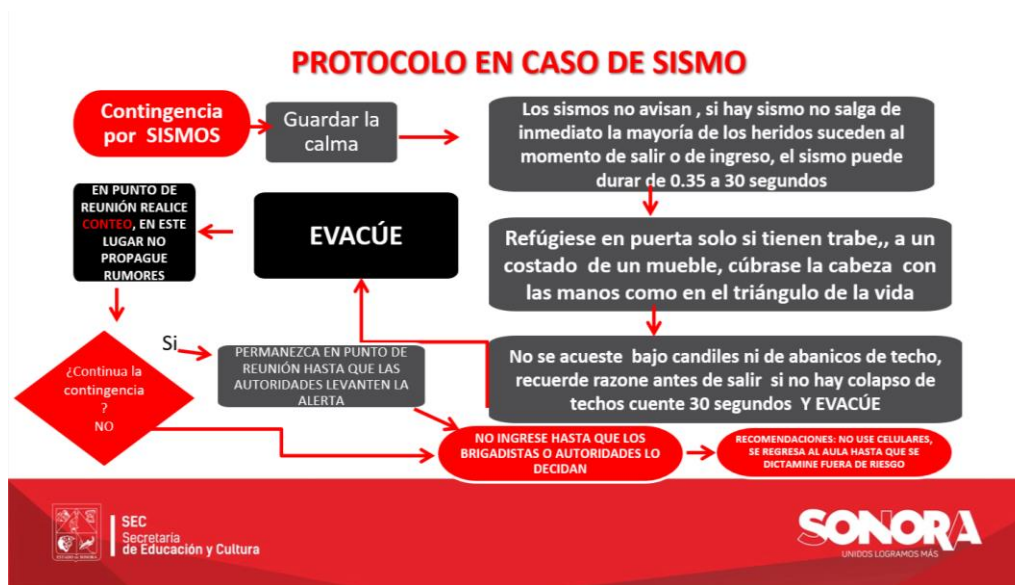 PROTOCOLO EN CASO DE SISMO
Contingencia
por SISMOS
Guardar la
calma
Los sismos no avisan , si hay sismo no salga de
inmediato la mayoría de los heridos suceden al
momento de salir o de ingreso, el sismo puede
durar de 0.35 a 30 segundos
Refúgiese en puerta solo si tienen trabe,, a un
costado de un mueble, cúbrase la cabeza con
las manos como en el triángulo de la vida
No se acueste bajo candiles ni de abanicos de techo,
recuerde razone antes de salir si no hay colapso de
techos cuente 30 segundos Y EVACÚE
EVACÚE
EN PUNTO DE
REUNIÓN REALICE
CONTEO, EN ESTE
LUGAR NO
PROPAGUE
RUMORES
¿Continua la
contingencia
?
NO
Si
PERMANEZCA EN PUNTO DE
REUNIÓN HASTA QUE LAS
AUTORIDADES LEVANTEN LA
ALERTA
NO INGRESE HASTA QUE LOS
BRIGADISTAS O AUTORIDADES LO
DECIDAN
RECOMENDACIONES: NO USE CELULARES,
SE REGRESA AL AULA HASTA QUE SE
DICTAMINE FUERA DE RIESGO
SEC
Secretaría
de Educación y Cultura
SONORA
UNIDOS LOGRAMOS MÁS